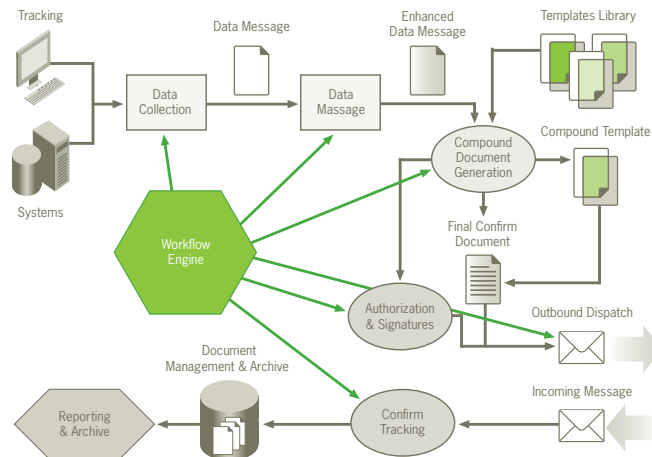 Tracking
Data Message
Enhanced
Data Message
Templates Library
Data
Collection
Data
Massage
Compound
Document
Generation
Compound Template
Systems
Workflow
Engine
Final Confirm
Document
Authorization
& Signatures
Outbound Dispatch
Document
Management & Archive
Incoming Message
Reporting
& Archive
Confirm
Tracking